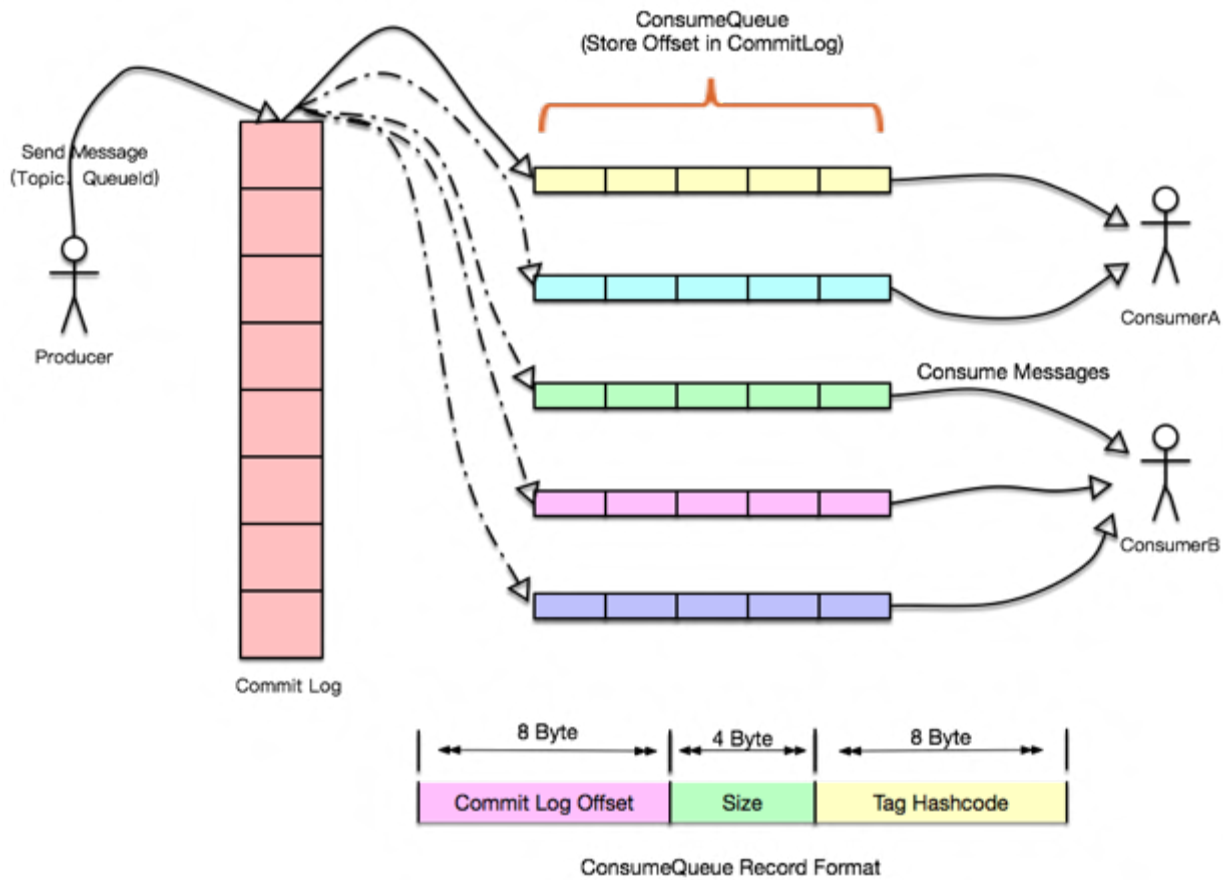 ConsumeQueue
(Store Offset in CommitLog)
Send Message
(Topic, QueueId)
Producer
ConsumerA
Consume Messages
ConsumerB
Commit Log
8 Byte
4 Byte
8 Byte
Commit Log Offset
Size
Tag Hashcode
ConsumeQueue Record Format